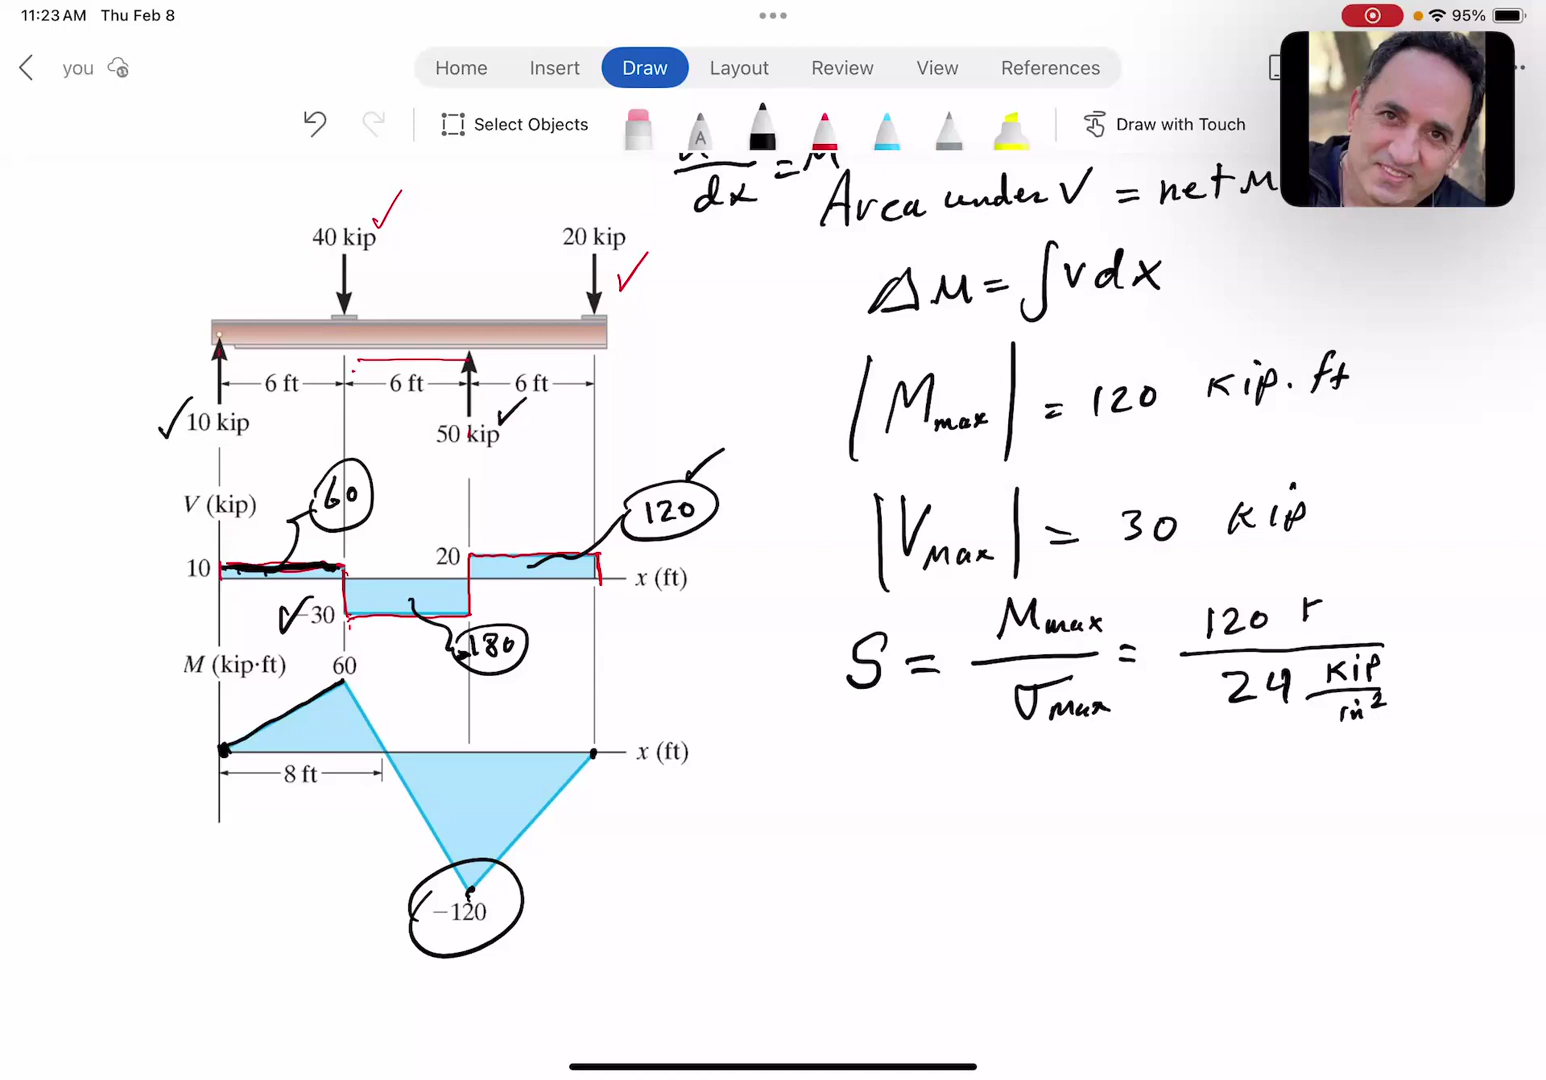 11:23 AM Thu Feb 8
95%
you
Home Insert Draw Layout Review View References
Select Objects
A
Draw with Touch
dx = M
Area under V = net M
ΔM = ∫ V dx
|Mmax| = 120 kip. ft
|Vmax| = 30 kip
S = Mmax / σmax = 120 / 24 kip/in²
40 kip
20 kip
6 ft 6 ft 6 ft
10 kip
50 kip
V (kip)
60
120
10
20
x (ft)
−30
180
M (kip·ft)
60
x (ft)
8 ft
−120